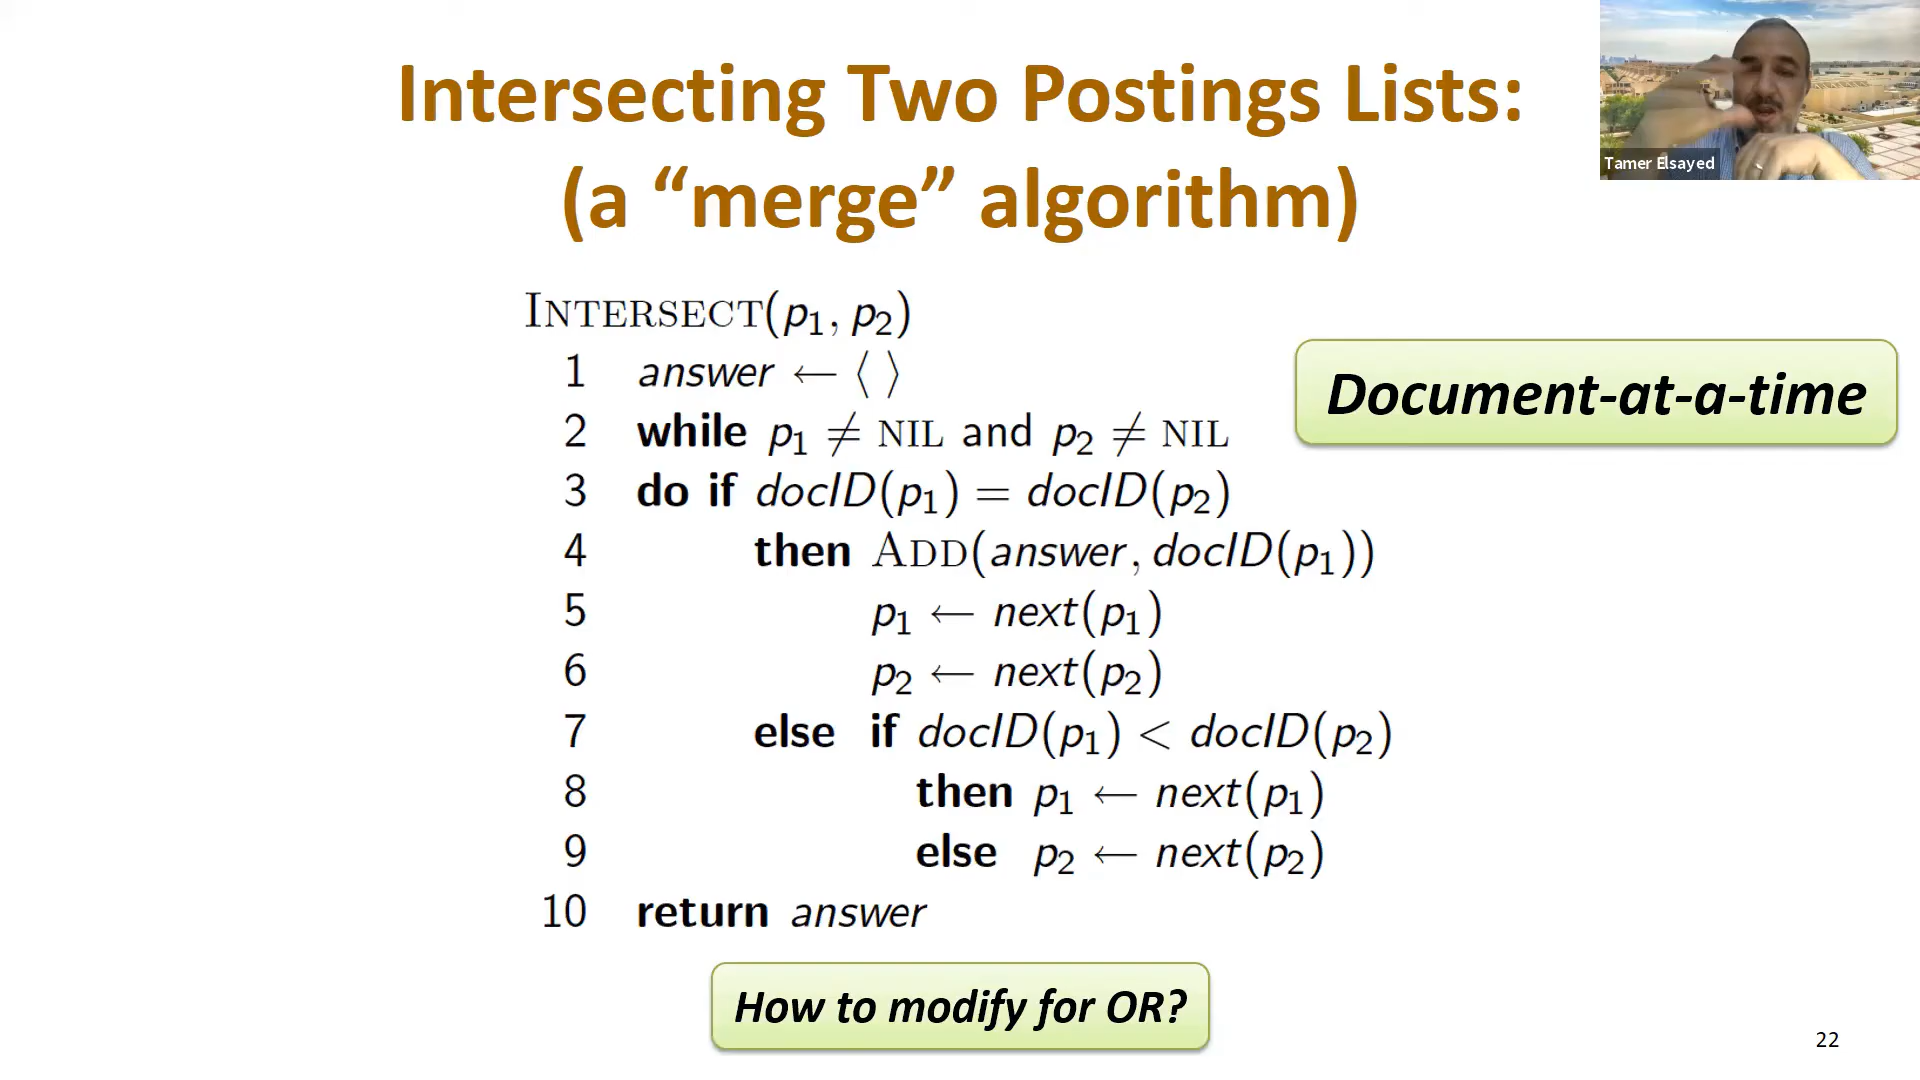 Intersecting Two Postings Lists:
(a “merge” algorithm)
Tamer Elsayed
INTERSECT(p₁, p₂)
1 answer ← ⟨ ⟩
2 while p₁ ≠ NIL and p₂ ≠ NIL
3 do if docID(p₁) = docID(p₂)
4 then ADD(answer, docID(p₁))
5 p₁ ← next(p₁)
6 p₂ ← next(p₂)
7 else if docID(p₁) < docID(p₂)
8 then p₁ ← next(p₁)
9 else p₂ ← next(p₂)
10 return answer
Document-at-a-time
How to modify for OR?
22